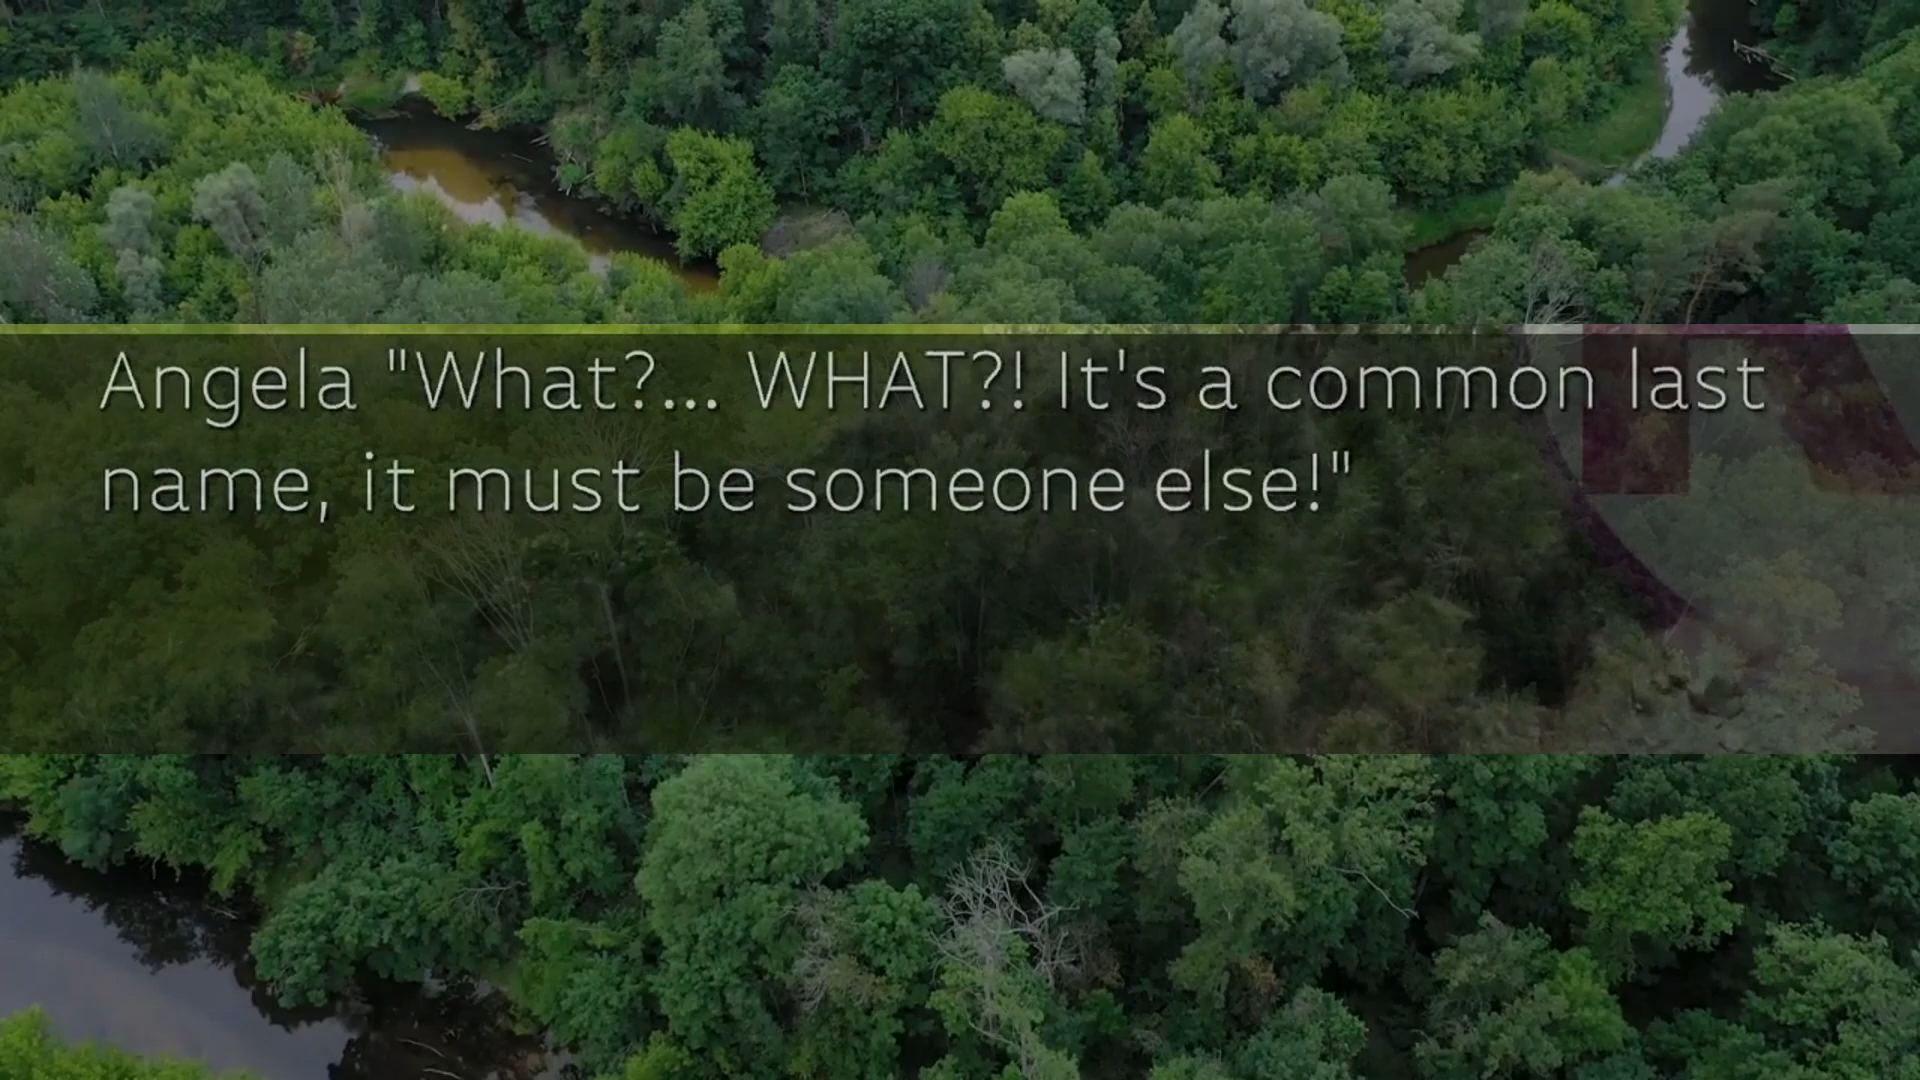 Angela "What?... WHAT?! It's a common last
name, it must be someone else!"